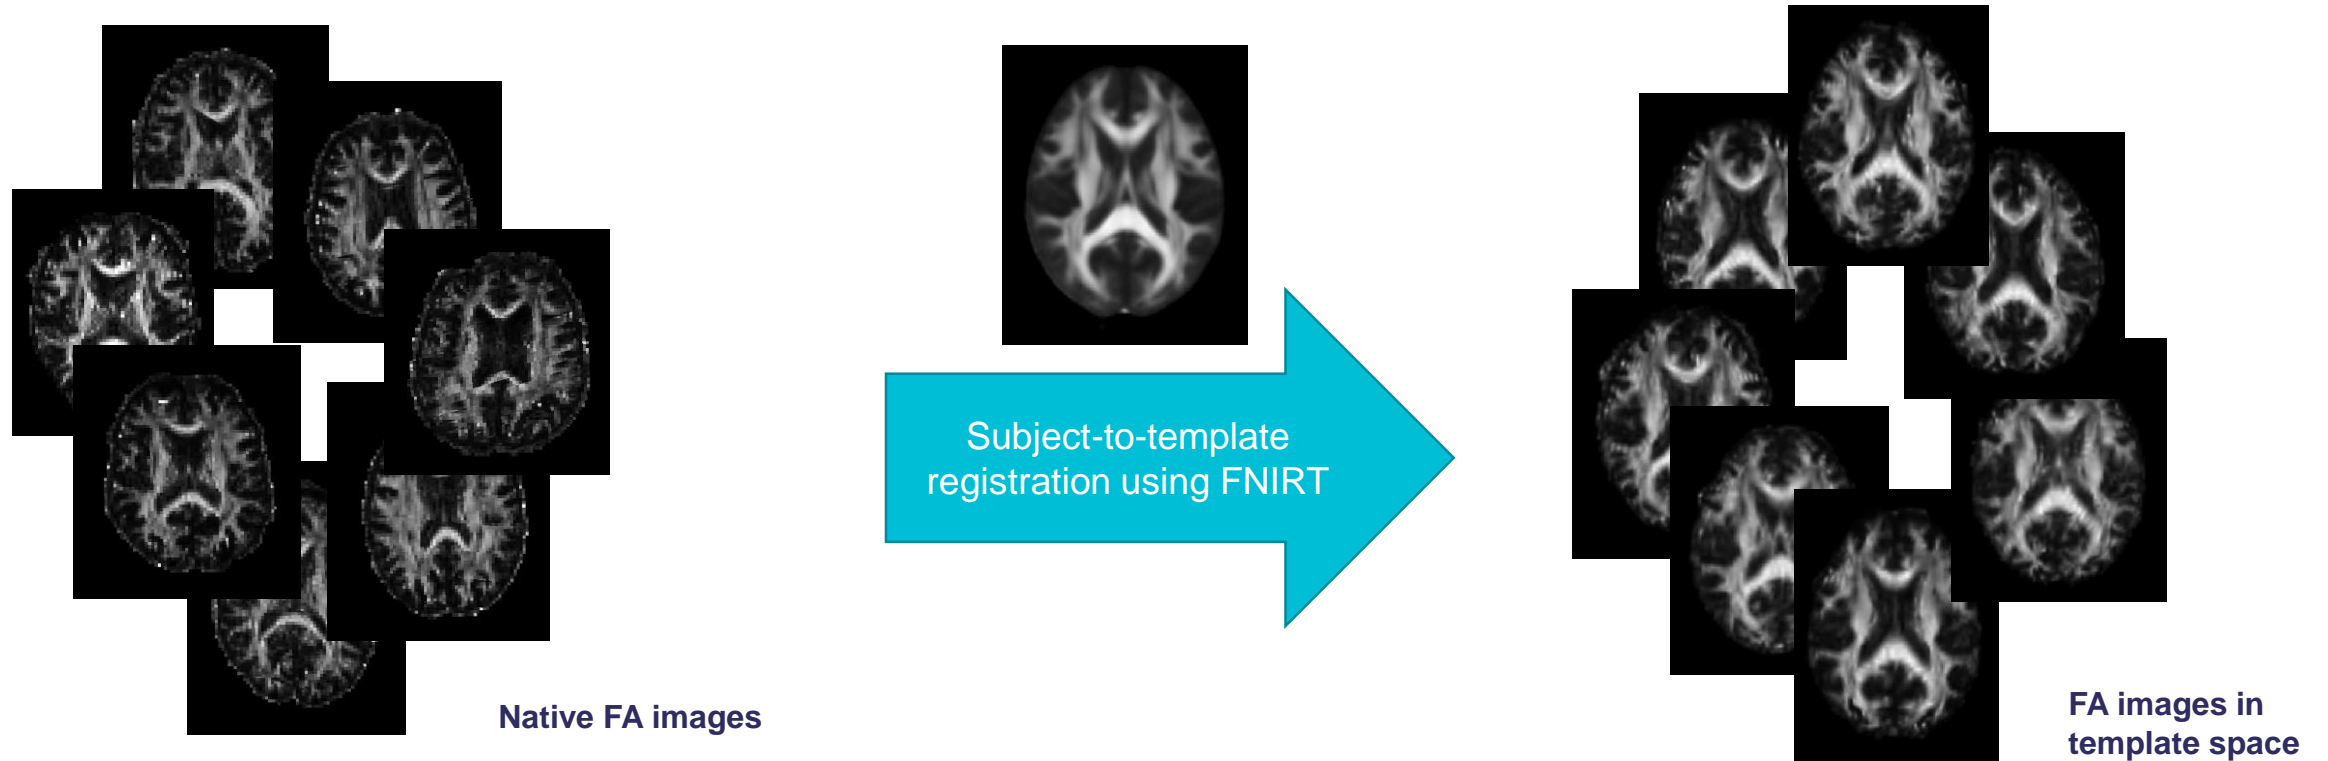 Subject-to-template
registration using FNIRT
Native FA images
FA images in
template space